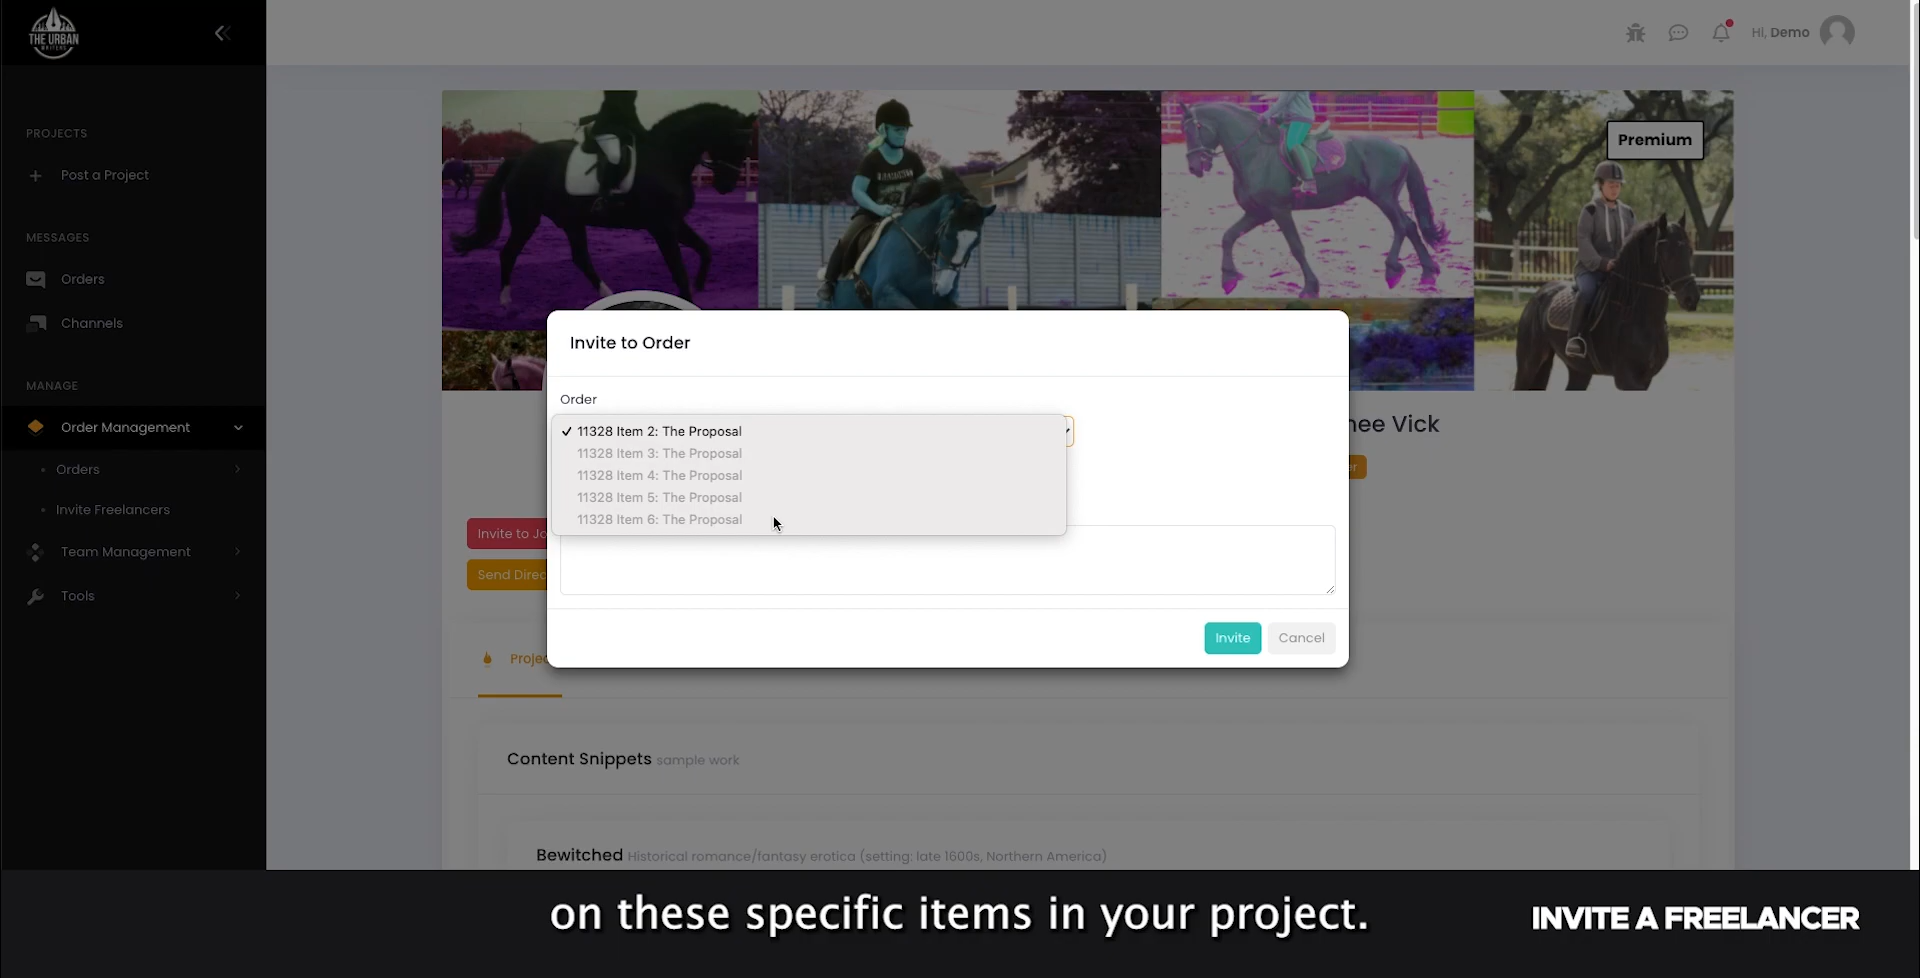 THE URBAN
WRITERS
Hi, Demo
PROJECTS
Post a Project
MESSAGES
Orders
Channels
MANAGE
Order Management
Orders
Invite Freelancers
Team Management
Tools
Premium
nee Vick
er
Invite to Jo
Send Direc
Invite to Order
Order
✓ 11328 Item 2: The Proposal
11328 Item 3: The Proposal
11328 Item 4: The Proposal
11328 Item 5: The Proposal
11328 Item 6: The Proposal
Invite Cancel
Projec
Content Snippets sample work
Bewitched Historical romance/fantasy erotica (setting: late 1600s, Northern America)
on these specific items in your project.
INVITE A FREELANCER